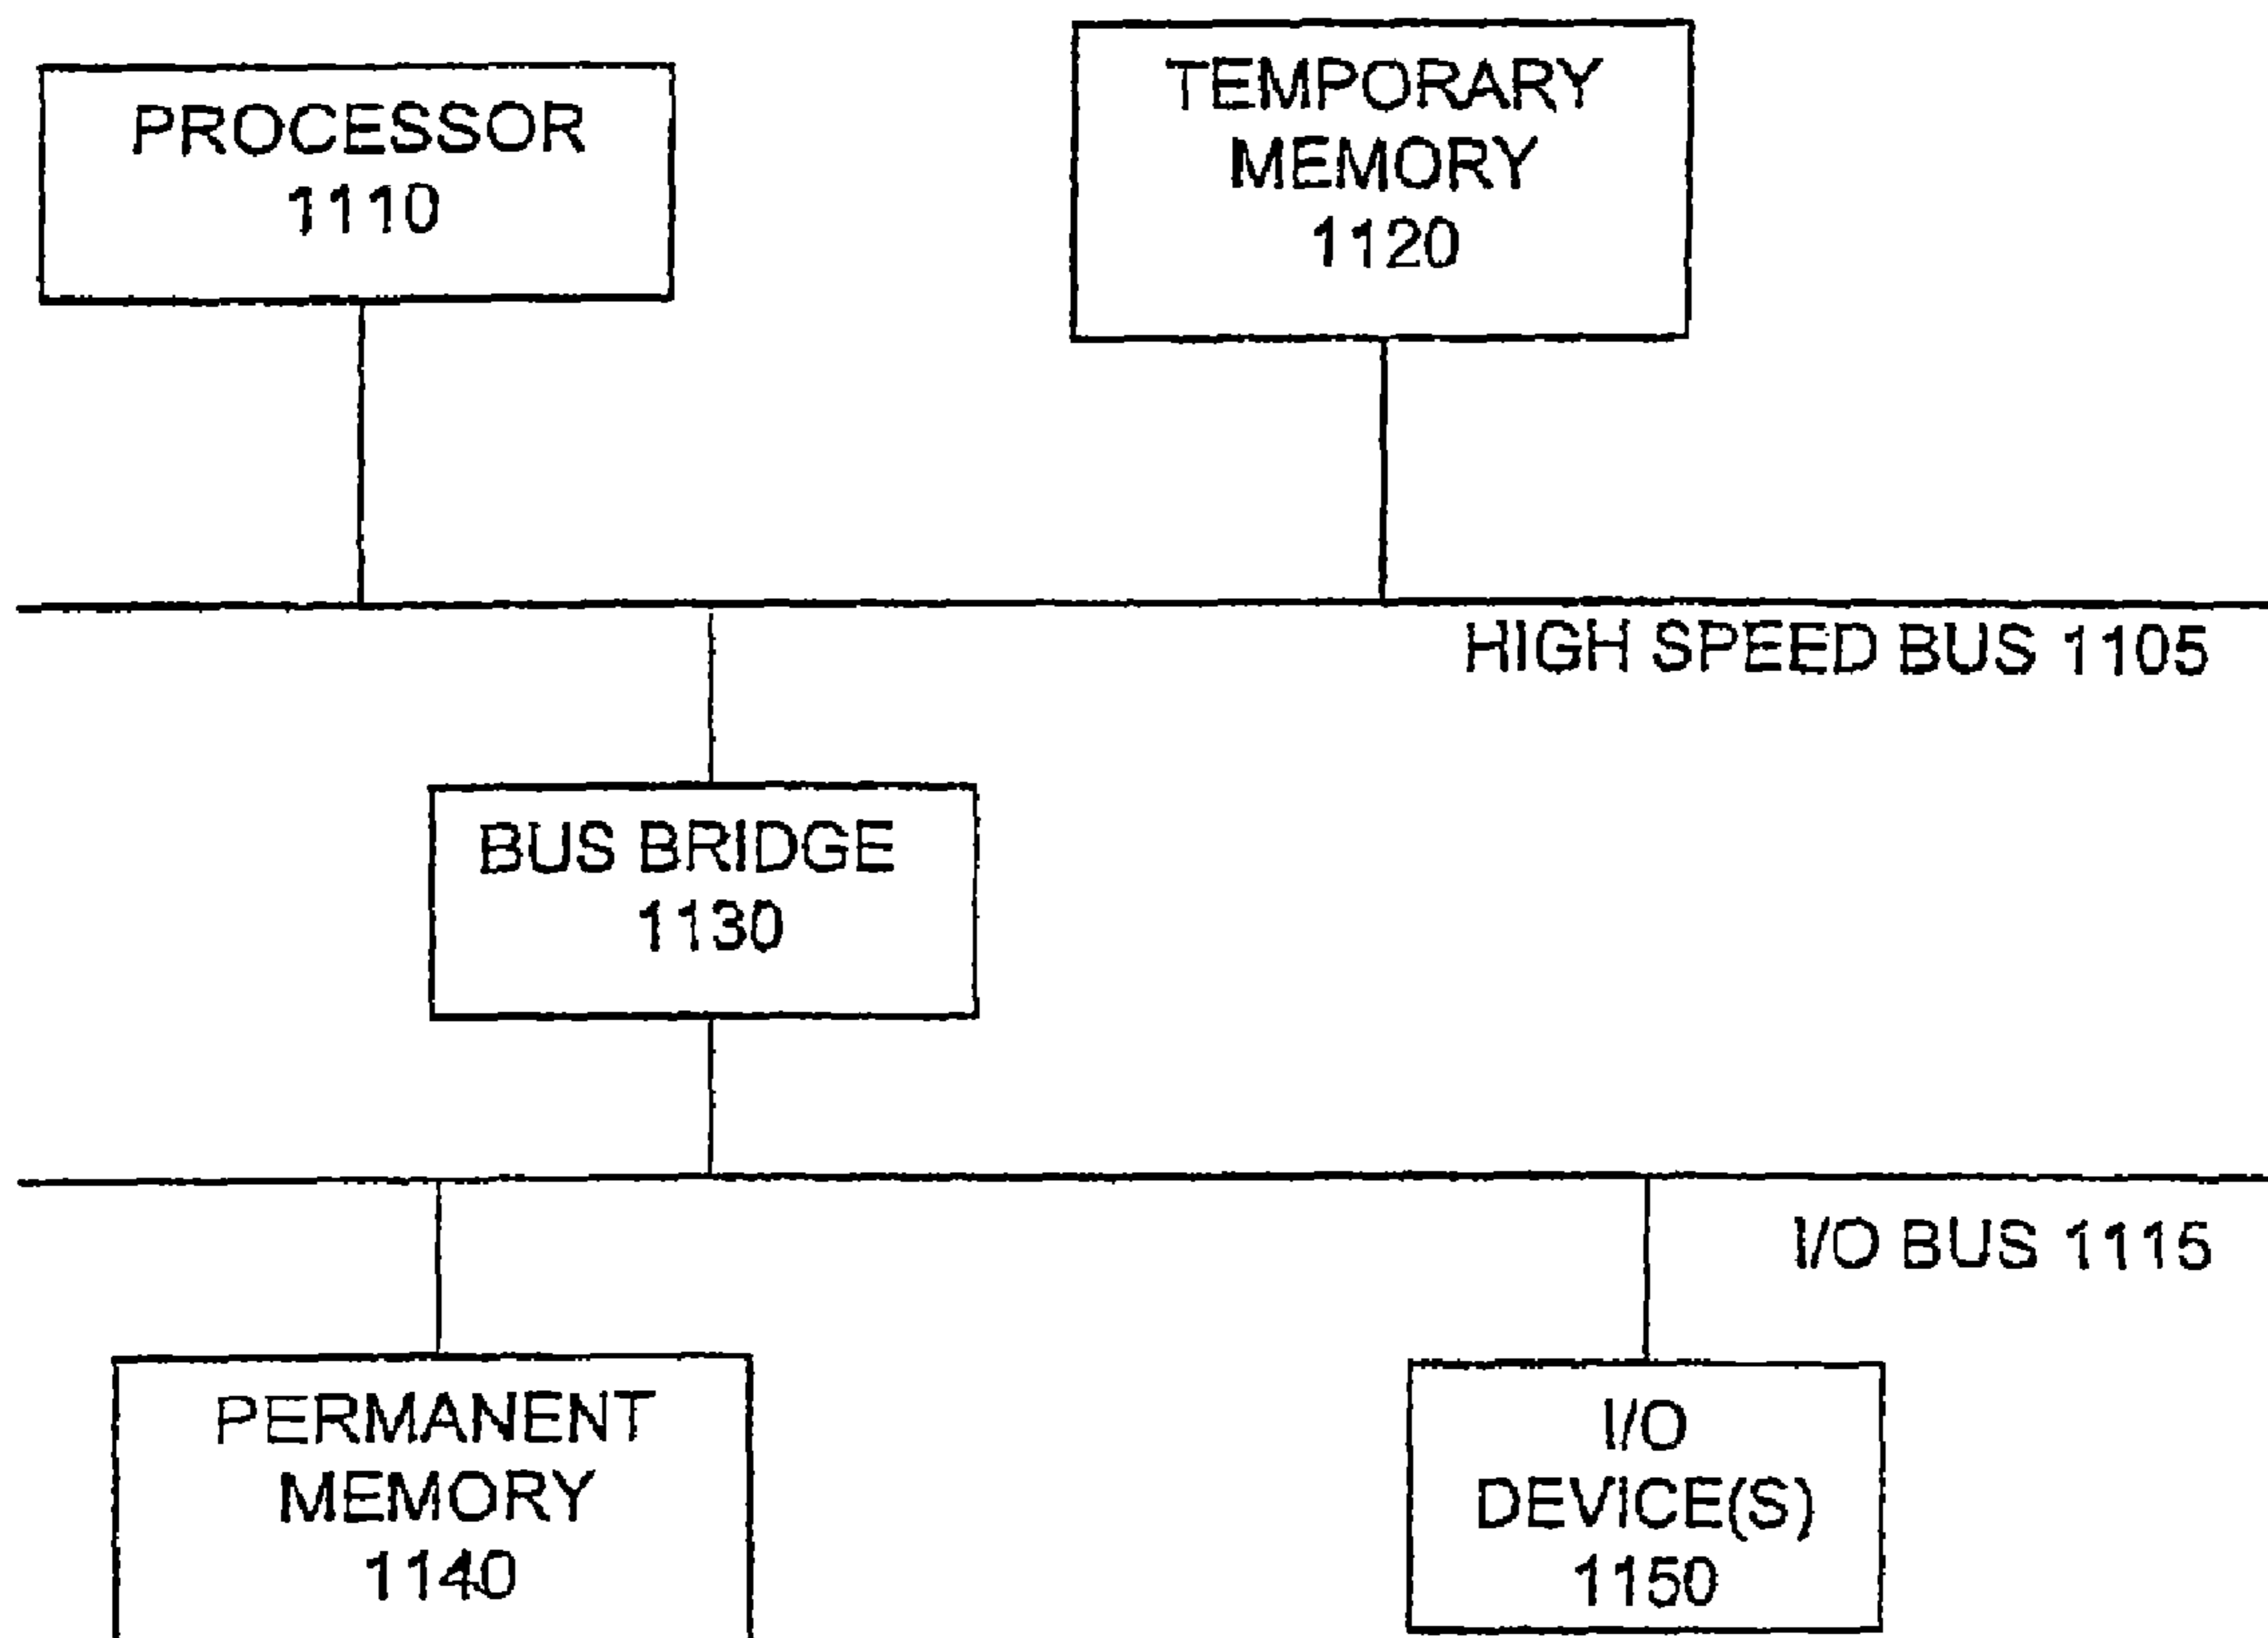 PROCESSOR
1110
TEMPORARY
MEMORY
1120
HIGH SPEED BUS 1105
BUS BRIDGE
1130
I/O BUS 1115
PERMANENT
MEMORY
1140
I/O
DEVICE(S)
1150